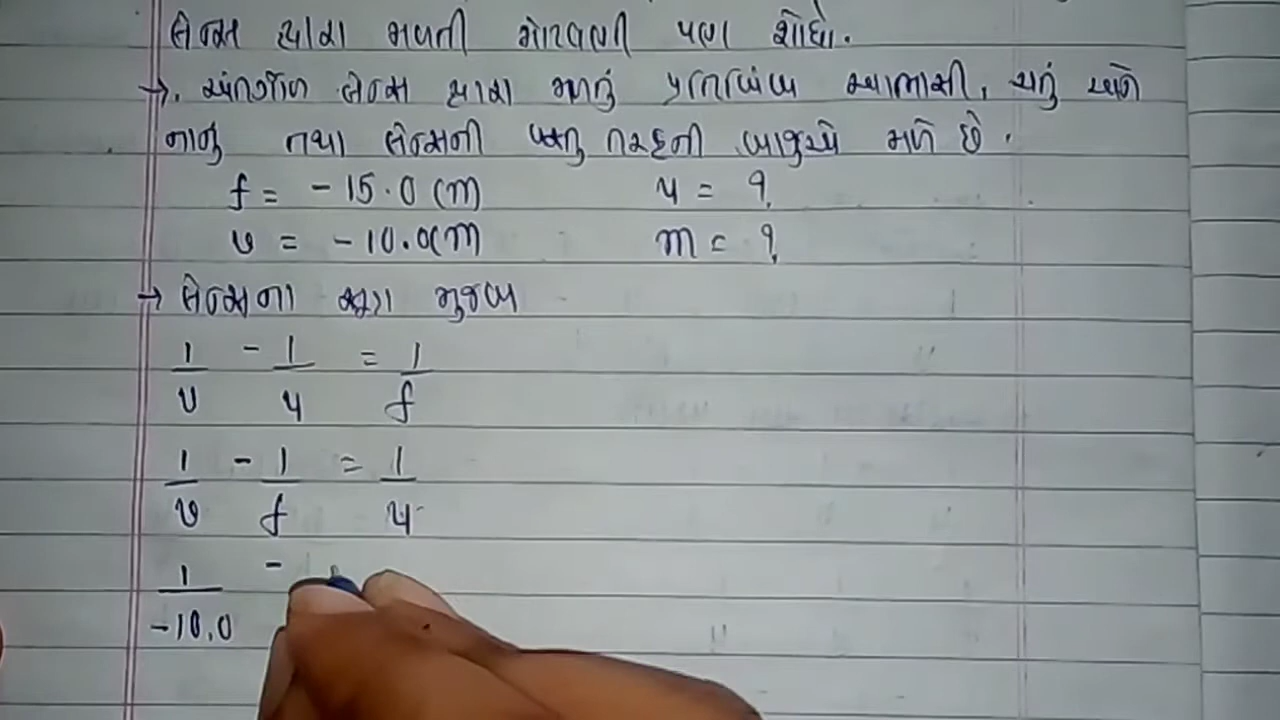 લેન્સ દ્વારા મળતી મોટવણી પણ શોધો.
→. અંતર્ગોળ લેન્સ દ્વારા મળતું પ્રતિબિંબ આભાસી, ચતું અને
નાનું તથા લેન્સની વસ્તુ તરફની બાજુએ મળે છે.
f = - 15.0 cm u = ?
v = - 10.0 cm m = ?
→ લેન્સના સૂત્ર મુજબ
1/v - 1/u = 1/f
1/v - 1/f = 1/u
1/-10.0 -